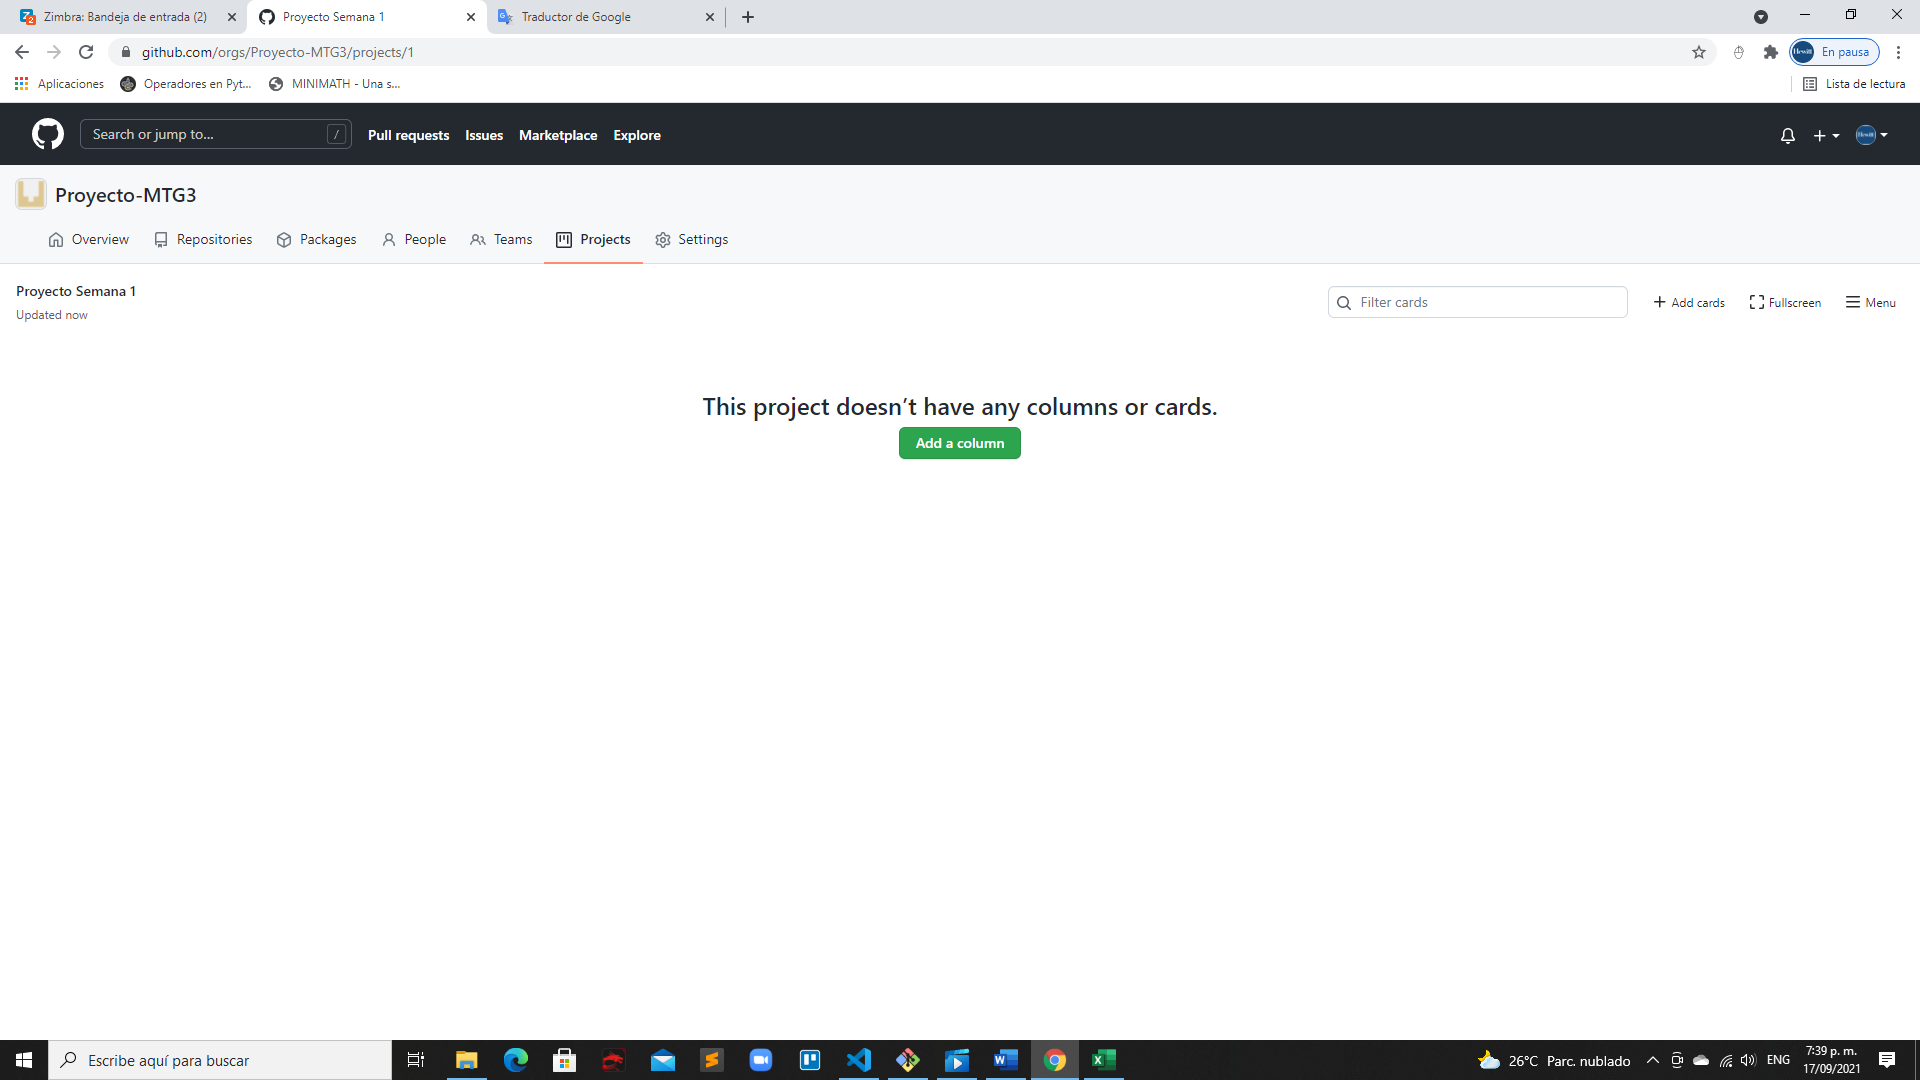 Zimbra: Bandeja de entrada (2)
Proyecto Semana 1
Traductor de Google
github.com/orgs/Proyecto-MTG3/projects/1
En pausa
Aplicaciones
Operadores en Pyt...
MINIMATH - Una s...
Lista de lectura
Search or jump to...
/
Pull requests
Issues
Marketplace
Explore
Proyecto-MTG3
Overview
Repositories
Packages
People
Teams
Projects
Settings
Proyecto Semana 1
Updated now
Filter cards
Add cards
Fullscreen
Menu
This project doesn’t have any columns or cards.
Add a column
Escribe aquí para buscar
26°C Parc. nublado
ENG
7:39 p. m.
17/09/2021